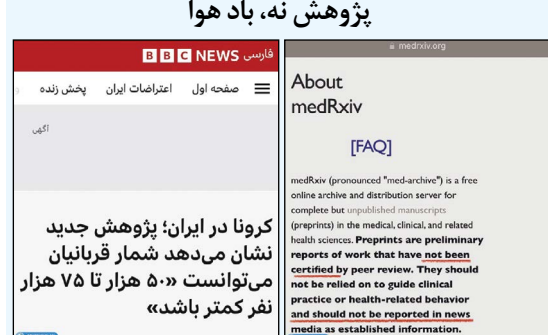 پژوهش نه، باد هوا
BBC NEWS فارسی
صفحه اول اعتراضات ایران پخش زنده
آگهی
کرونا در ایران؛ پژوهش جدید
نشان می‌دهد شمار قربانیان
می‌توانست «۵۰ هزار تا ۷۵ هزار
نفر کمتر باشد»
medrxiv.org
About
medRxiv
[FAQ]
medRxiv (pronounced "med-archive") is a free
online archive and distribution server for
complete but unpublished manuscripts
(preprints) in the medical, clinical, and related
health sciences. Preprints are preliminary
reports of work that have not been
certified by peer review. They should
not be relied on to guide clinical
practice or health-related behavior
and should not be reported in news
media as established information.